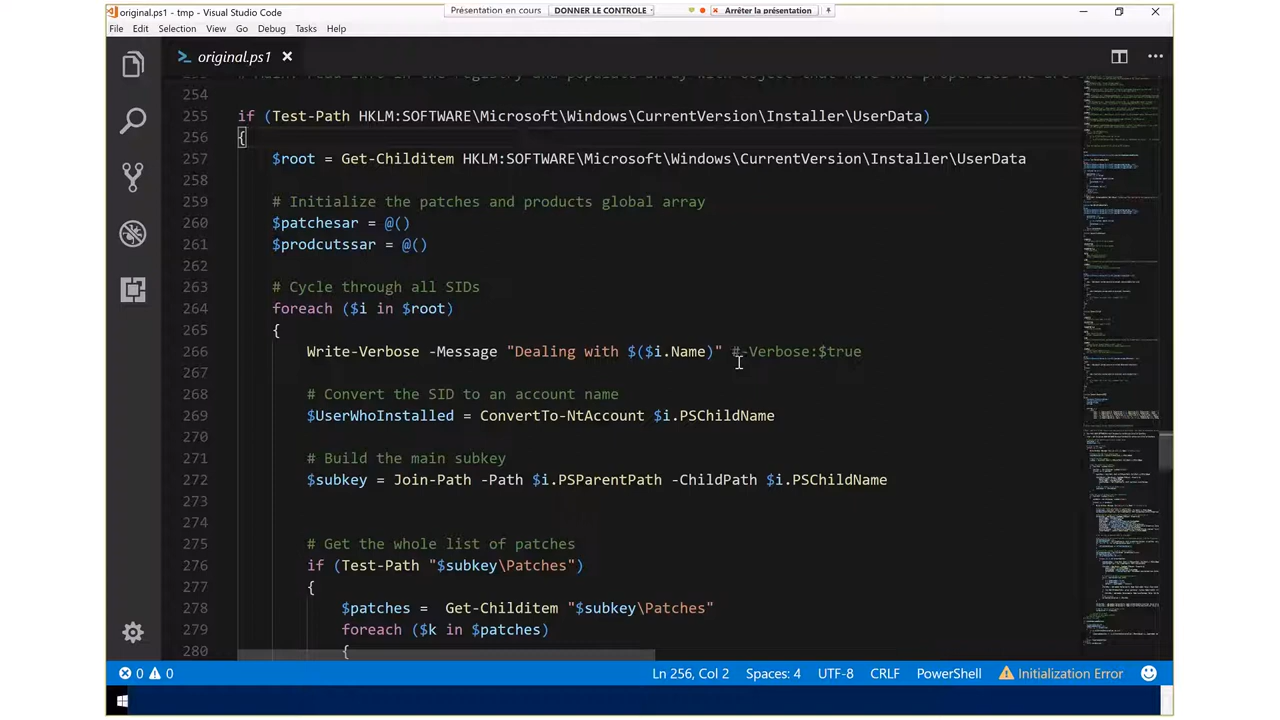 original.ps1 - tmp - Visual Studio Code
Présentation en cours DONNER LE CONTROLE Arrêter la présentation
File Edit Selection View Go Debug Tasks Help
original.ps1
254
255 if (Test-Path HKLM:SOFTWARE\Microsoft\Windows\CurrentVersion\Installer\UserData)
256 {
257 $root = Get-Childitem HKLM:SOFTWARE\Microsoft\Windows\CurrentVersion\Installer\UserData
258
259 # Initialize the patches and products global array
260 $patchesar = @()
261 $prodcutssar = @()
262
263 # Cycle through all SIDs
264 foreach ($i in $root)
265 {
266 Write-Verbose -Message "Dealing with $($i.Name)" #-Verbose:$true
267
268 # Convert the SID to an account name
269 $UserWhoInstalled = ConvertTo-NtAccount $i.PSChildName
270
271 # Build the main subkey
272 $subkey = Join-Path -Path $i.PSParentPath -ChildPath $i.PSChildName
273
274
275 # Get the whole list of patches
276 if (Test-Path "$subkey\Patches")
277 {
278 $patches = Get-Childitem "$subkey\Patches"
279 foreach ($k in $patches)
280 {
0 0 Ln 256, Col 2 Spaces: 4 UTF-8 CRLF PowerShell Initialization Error